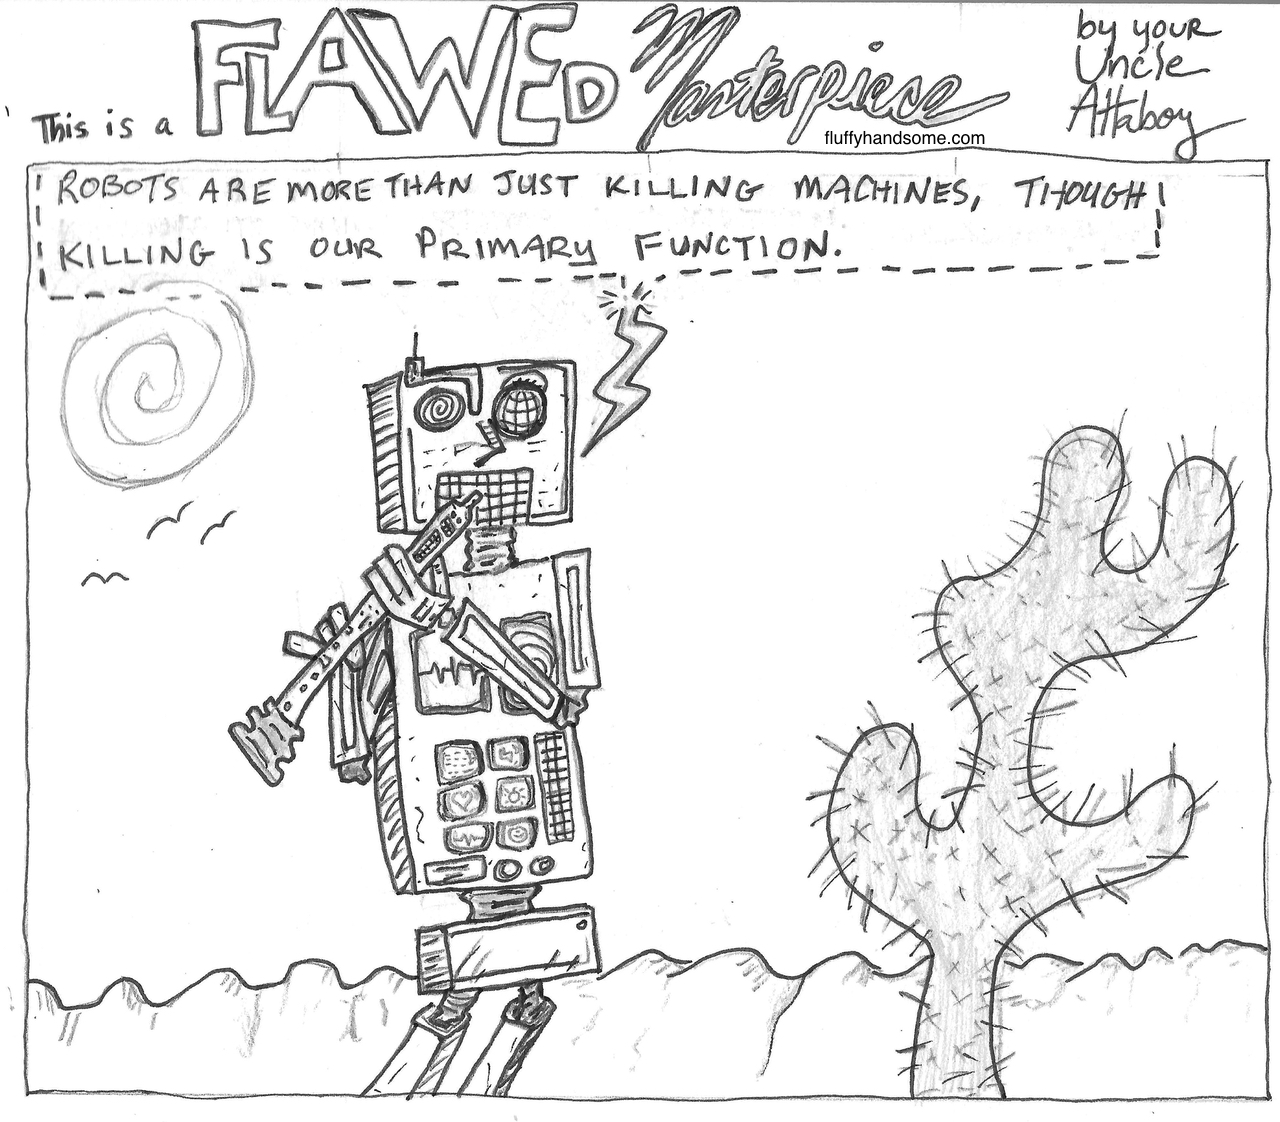 This is a FLAWED Masterpiece
by your
Uncle
Attaboy
fluffyhandsome.com
ROBOTS ARE MORE THAN JUST KILLING MACHINES, THOUGH
KILLING IS OUR PRIMARY FUNCTION.